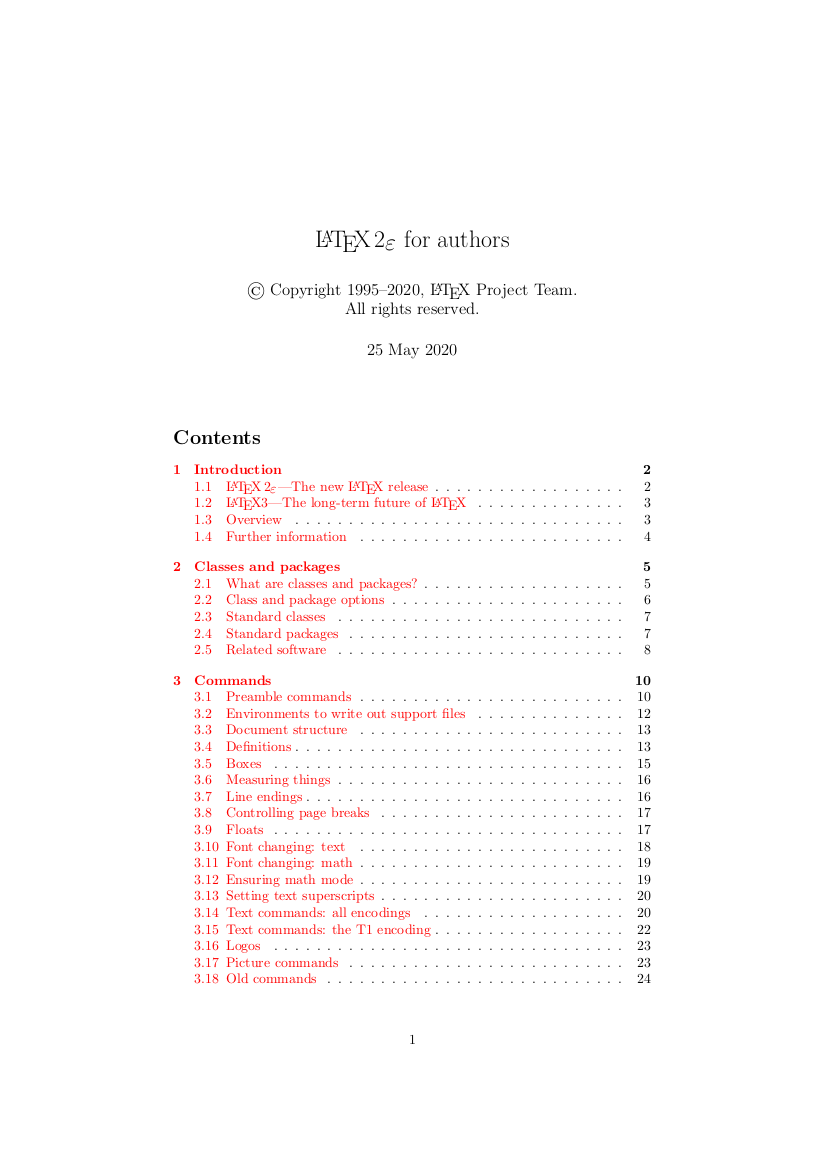 LATEX 2ε for authors
© Copyright 1995–2020, LATEX Project Team.
All rights reserved.
25 May 2020
Contents
1 Introduction 2
1.1 LATEX 2ε—The new LATEX release . . . . . . . . . . . . . . . . . . 2
1.2 LATEX3—The long-term future of LATEX . . . . . . . . . . . . . . 3
1.3 Overview . . . . . . . . . . . . . . . . . . . . . . . . . . . . . . . 3
1.4 Further information . . . . . . . . . . . . . . . . . . . . . . . . . 4
2 Classes and packages 5
2.1 What are classes and packages? . . . . . . . . . . . . . . . . . . . 5
2.2 Class and package options . . . . . . . . . . . . . . . . . . . . . . 6
2.3 Standard classes . . . . . . . . . . . . . . . . . . . . . . . . . . . 7
2.4 Standard packages . . . . . . . . . . . . . . . . . . . . . . . . . . 7
2.5 Related software . . . . . . . . . . . . . . . . . . . . . . . . . . . 8
3 Commands 10
3.1 Preamble commands . . . . . . . . . . . . . . . . . . . . . . . . . 10
3.2 Environments to write out support files . . . . . . . . . . . . . . 12
3.3 Document structure . . . . . . . . . . . . . . . . . . . . . . . . . 13
3.4 Definitions . . . . . . . . . . . . . . . . . . . . . . . . . . . . . . . 13
3.5 Boxes . . . . . . . . . . . . . . . . . . . . . . . . . . . . . . . . . 15
3.6 Measuring things . . . . . . . . . . . . . . . . . . . . . . . . . . . 16
3.7 Line endings . . . . . . . . . . . . . . . . . . . . . . . . . . . . . . 16
3.8 Controlling page breaks . . . . . . . . . . . . . . . . . . . . . . . 17
3.9 Floats . . . . . . . . . . . . . . . . . . . . . . . . . . . . . . . . . 17
3.10 Font changing: text . . . . . . . . . . . . . . . . . . . . . . . . . 18
3.11 Font changing: math . . . . . . . . . . . . . . . . . . . . . . . . . 19
3.12 Ensuring math mode . . . . . . . . . . . . . . . . . . . . . . . . . 19
3.13 Setting text superscripts . . . . . . . . . . . . . . . . . . . . . . . 20
3.14 Text commands: all encodings . . . . . . . . . . . . . . . . . . . 20
3.15 Text commands: the T1 encoding . . . . . . . . . . . . . . . . . . 22
3.16 Logos . . . . . . . . . . . . . . . . . . . . . . . . . . . . . . . . . 23
3.17 Picture commands . . . . . . . . . . . . . . . . . . . . . . . . . . 23
3.18 Old commands . . . . . . . . . . . . . . . . . . . . . . . . . . . . 24
1